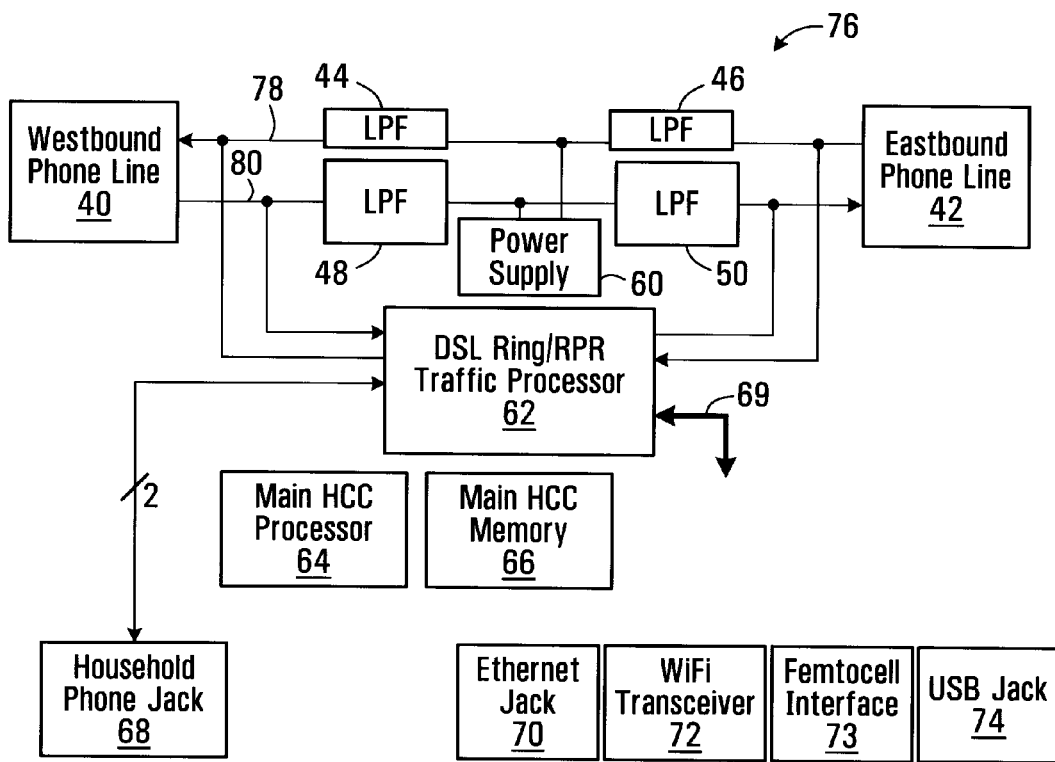 76
44
46
78
LPF
LPF
Westbound
Phone Line
40
Eastbound
Phone Line
42
80
LPF
LPF
Power
Supply
48
60
50
DSL Ring/RPR
Traffic Processor
62
69
2
Main HCC
Processor
64
Main HCC
Memory
66
Household
Phone Jack
68
Ethernet
Jack
70
WiFi
Transceiver
72
Femtocell
Interface
73
USB Jack
74